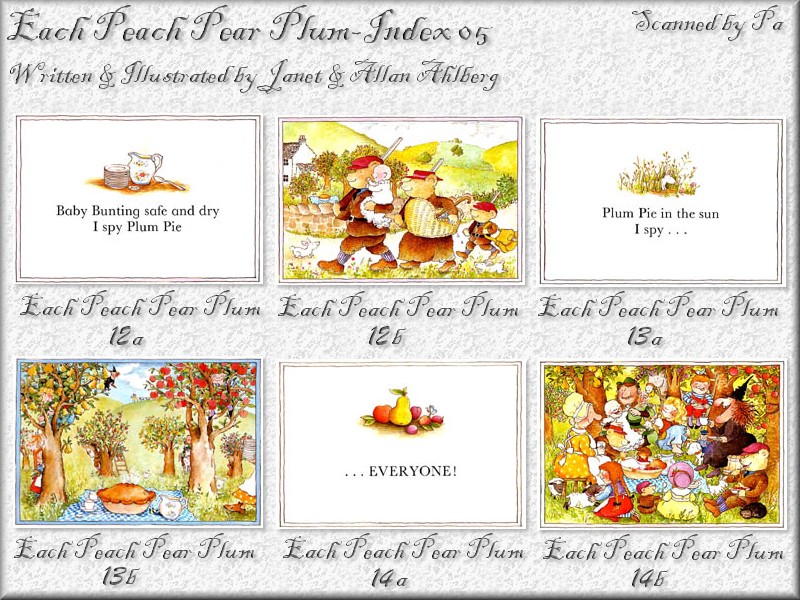 Each Peach Pear Plum-Index 05
Scanned by Pa
Written & Illustrated by Janet & Allan Ahlberg
Baby Bunting safe and dry
I spy Plum Pie
Plum Pie in the sun
I spy . . .
Each Peach Pear Plum
12a
Each Peach Pear Plum
12b
Each Peach Pear Plum
13a
. . . EVERYONE!
Each Peach Pear Plum
13b
Each Peach Pear Plum
14a
Each Peach Pear Plum
14b